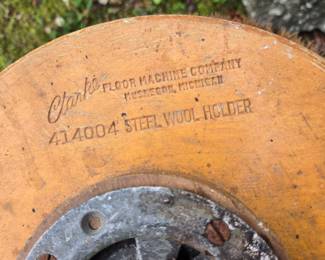 Clarke FLOOR MACHINE COMPANY
MUSKEGON, MICHIGAN
414004 STEEL WOOL HOLDER